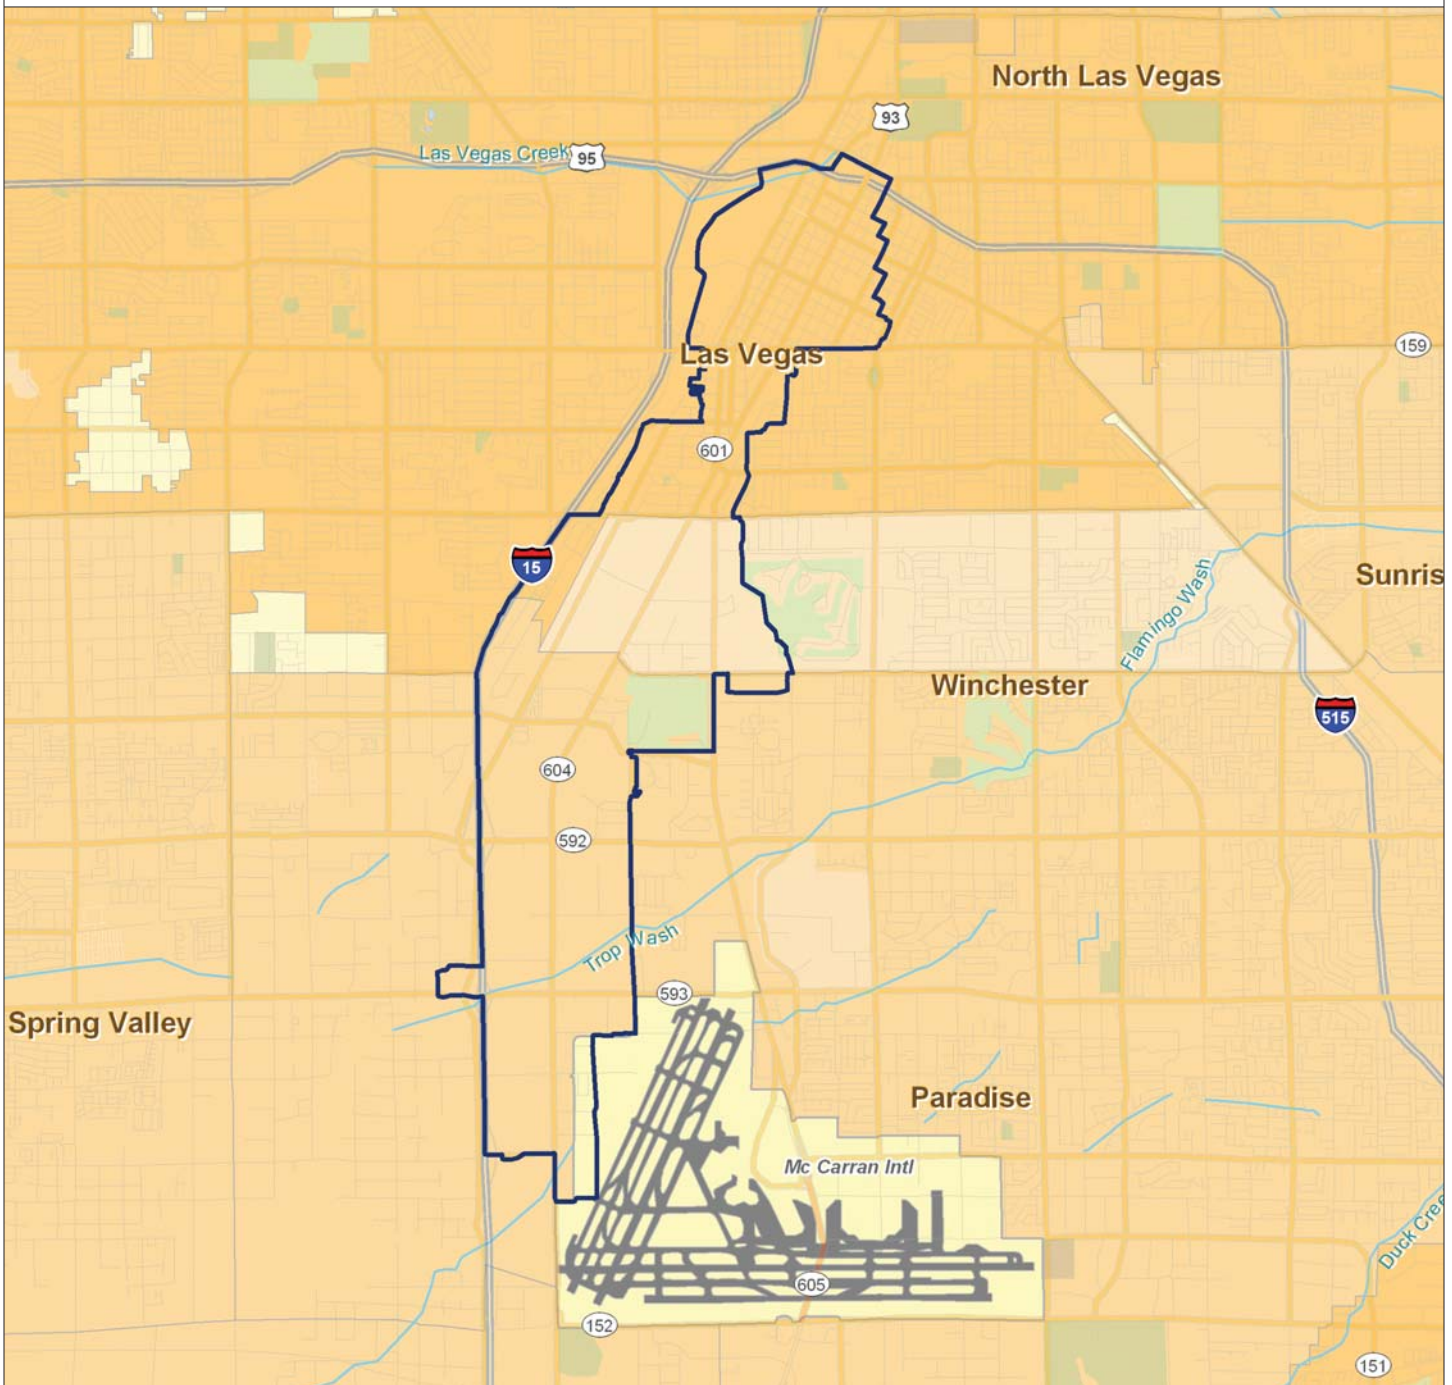 North Las Vegas
93
Las Vegas Creek
95
159
Las Vegas
601
15
Sunris
Flamingo Wash
Winchester
515
604
592
Trop Wash
593
Spring Valley
Paradise
Mc Carran Intl
Duck Cree
605
152
151